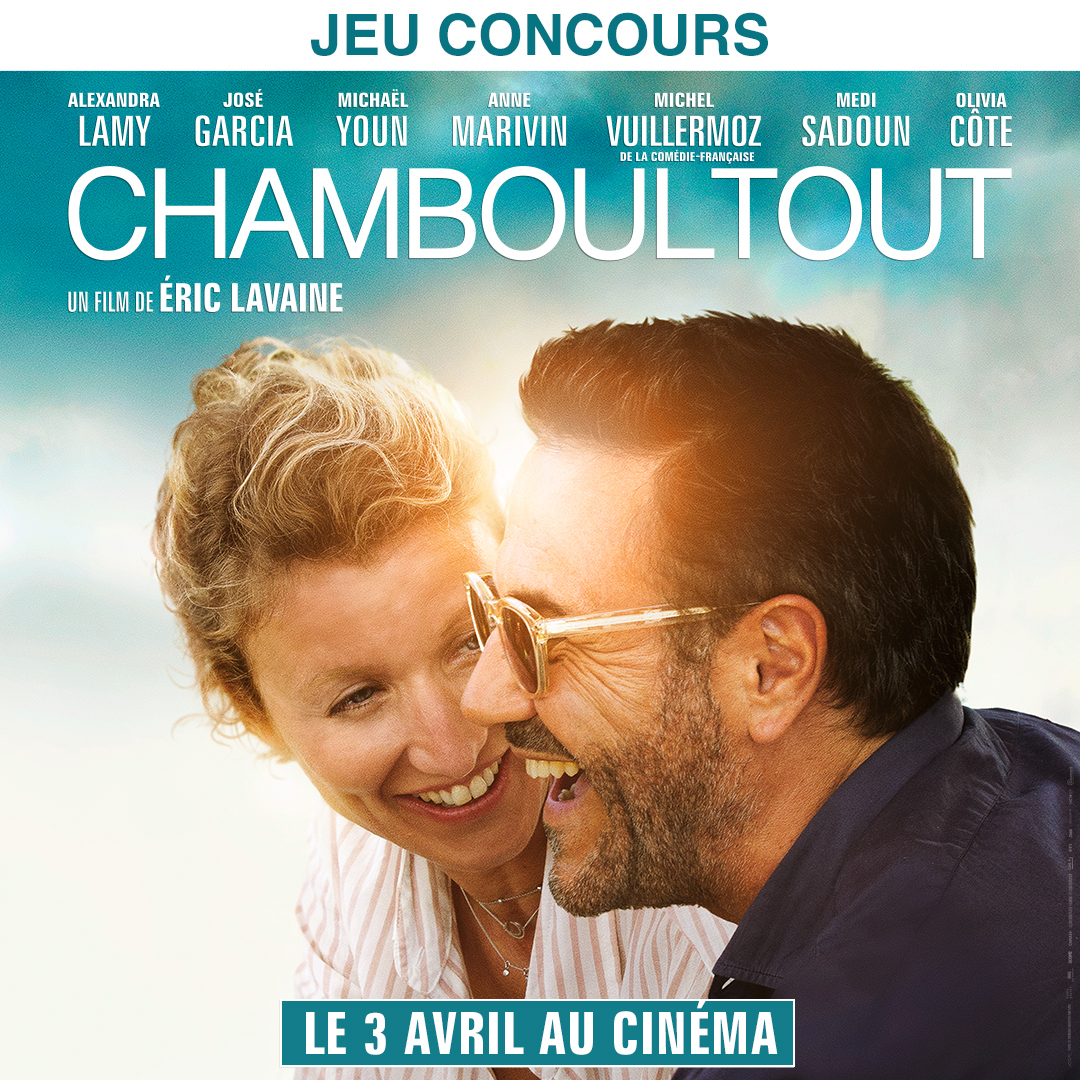 JEU CONCOURS
ALEXANDRA LAMY
JOSÉ GARCIA
MICHAËL YOUN
ANNE MARIVIN
MICHEL VUILLERMOZ
DE LA COMÉDIE-FRANÇAISE
MEDI SADOUN
OLIVIA CÔTE
CHAMBOULTOUT
UN FILM DE ÉRIC LAVAINE
LE 3 AVRIL AU CINÉMA